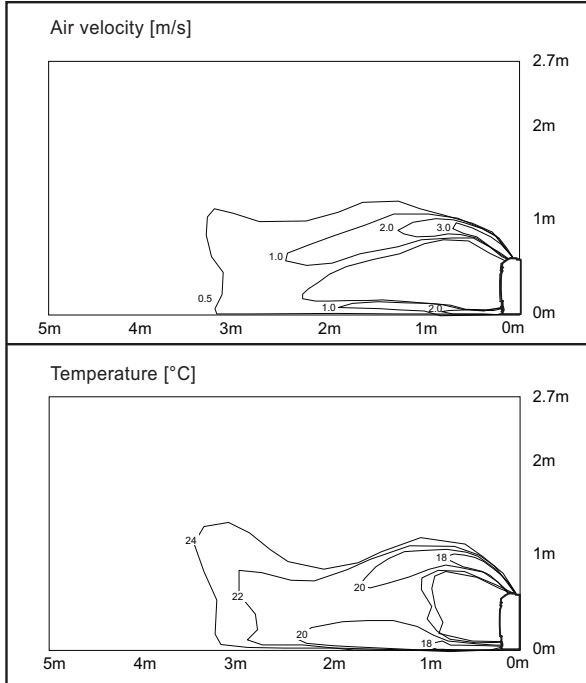 Air velocity [m/s]
2.7m
2m
1m
2.0
3.0
1.0
0.5
1.0
2.0
5m 4m 3m 2m 1m 0m
0m
Temperature [°C]
2.7m
2m
1m
24
18
20
22
20
18
0m
5m 4m 3m 2m 1m 0m